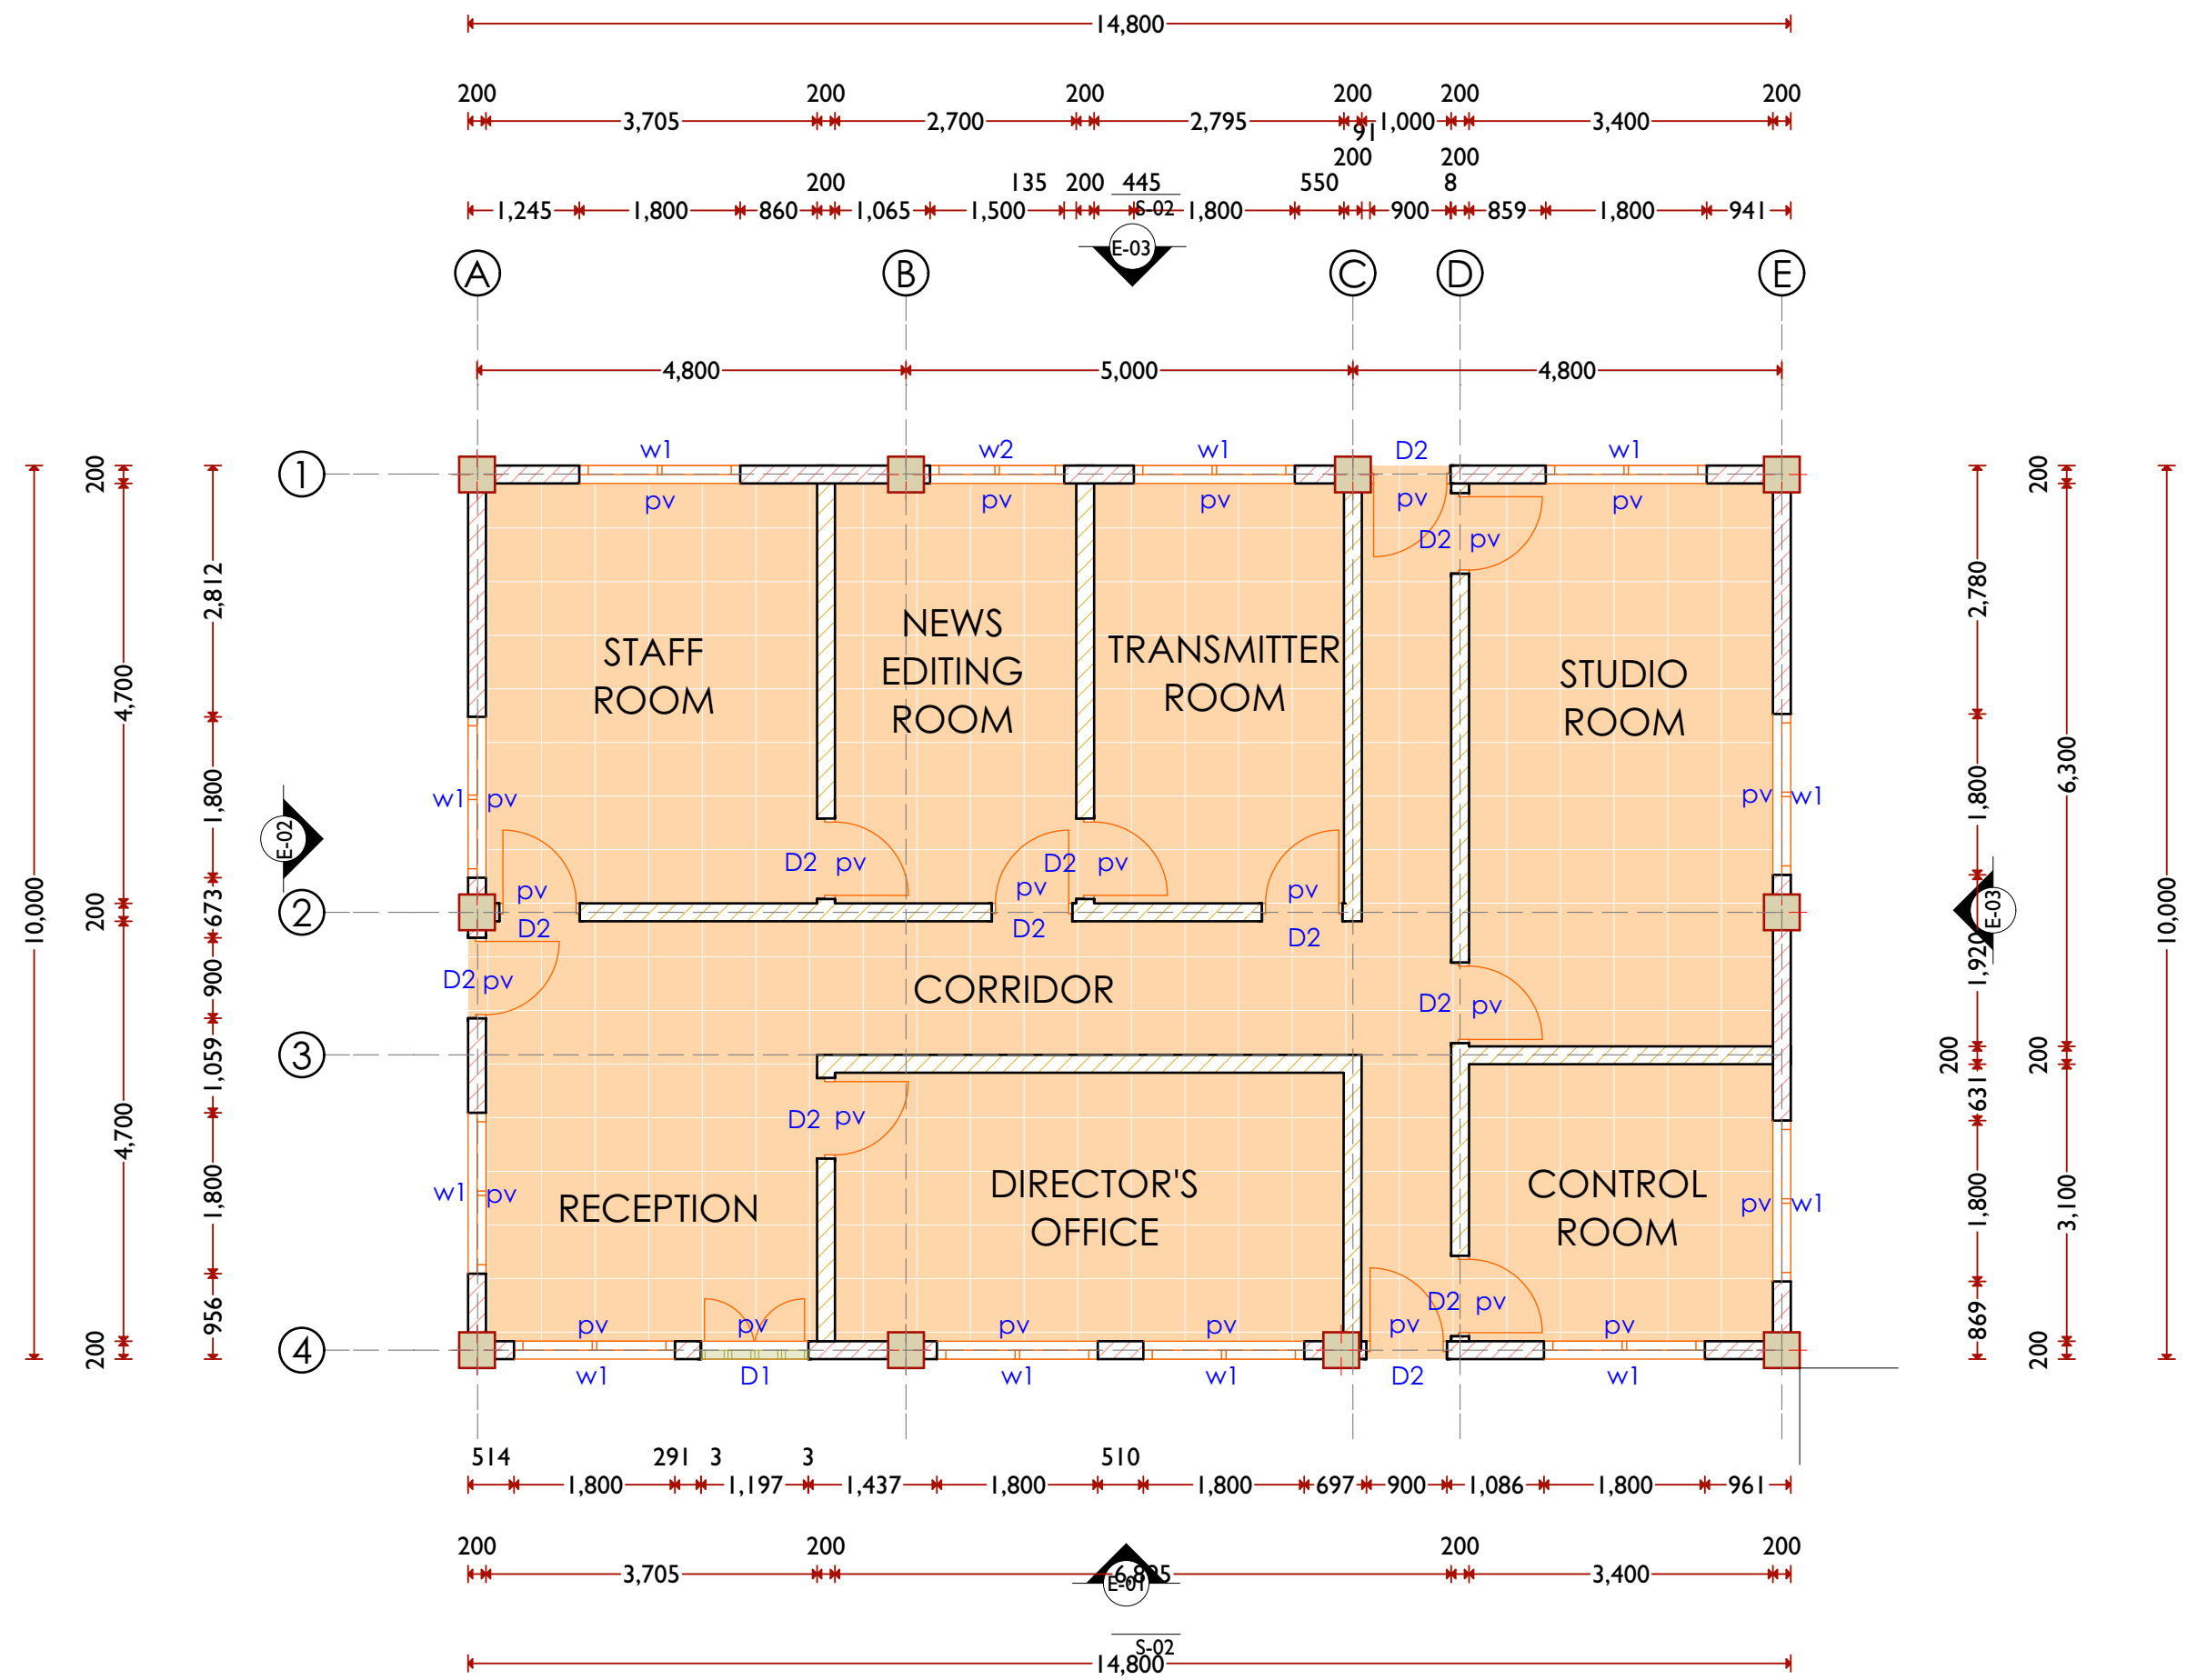 14,800
200 200 200 200 200 200
3,705 2,700 2,795 1,000 3,400
91
200 200
200 135 200 445 550 8
1,245 1,800 860 1,065 1,500 1,800 900 859 1,800 941
S-02
E-03
A B C D E
4,800 5,000 4,800
w1 w2 w1 D2 w1
1
pv pv pv pv pv
D2 pv
200 200
2,812 2,780
4,700
NEWS
EDITING
ROOM
STAFF
ROOM
TRANSMITTER
ROOM
STUDIO
ROOM
6,300
1,800 1,800
w1 pv pv w1
E-02
D2 pv D2 pv
pv pv pv
10,000 10,000
200 673
2
E-03
D2 D2 D2
1,920
900
D2 pv
CORRIDOR
D2 pv
3
1,059
200 200
631
D2 pv
4,700
1,800 1,800
3,100
w1 pv pv w1
RECEPTION
DIRECTOR'S
OFFICE
CONTROL
ROOM
D2 pv
956 869
pv pv pv pv pv pv
200 200
4
w1 D1 w1 w1 D2 w1
514 291 3 3 510
1,800 1,197 1,437 1,800 1,800 697 900 1,086 1,800 961
200 200 200 200
3,705 3,400
E-01
S-02
14,800